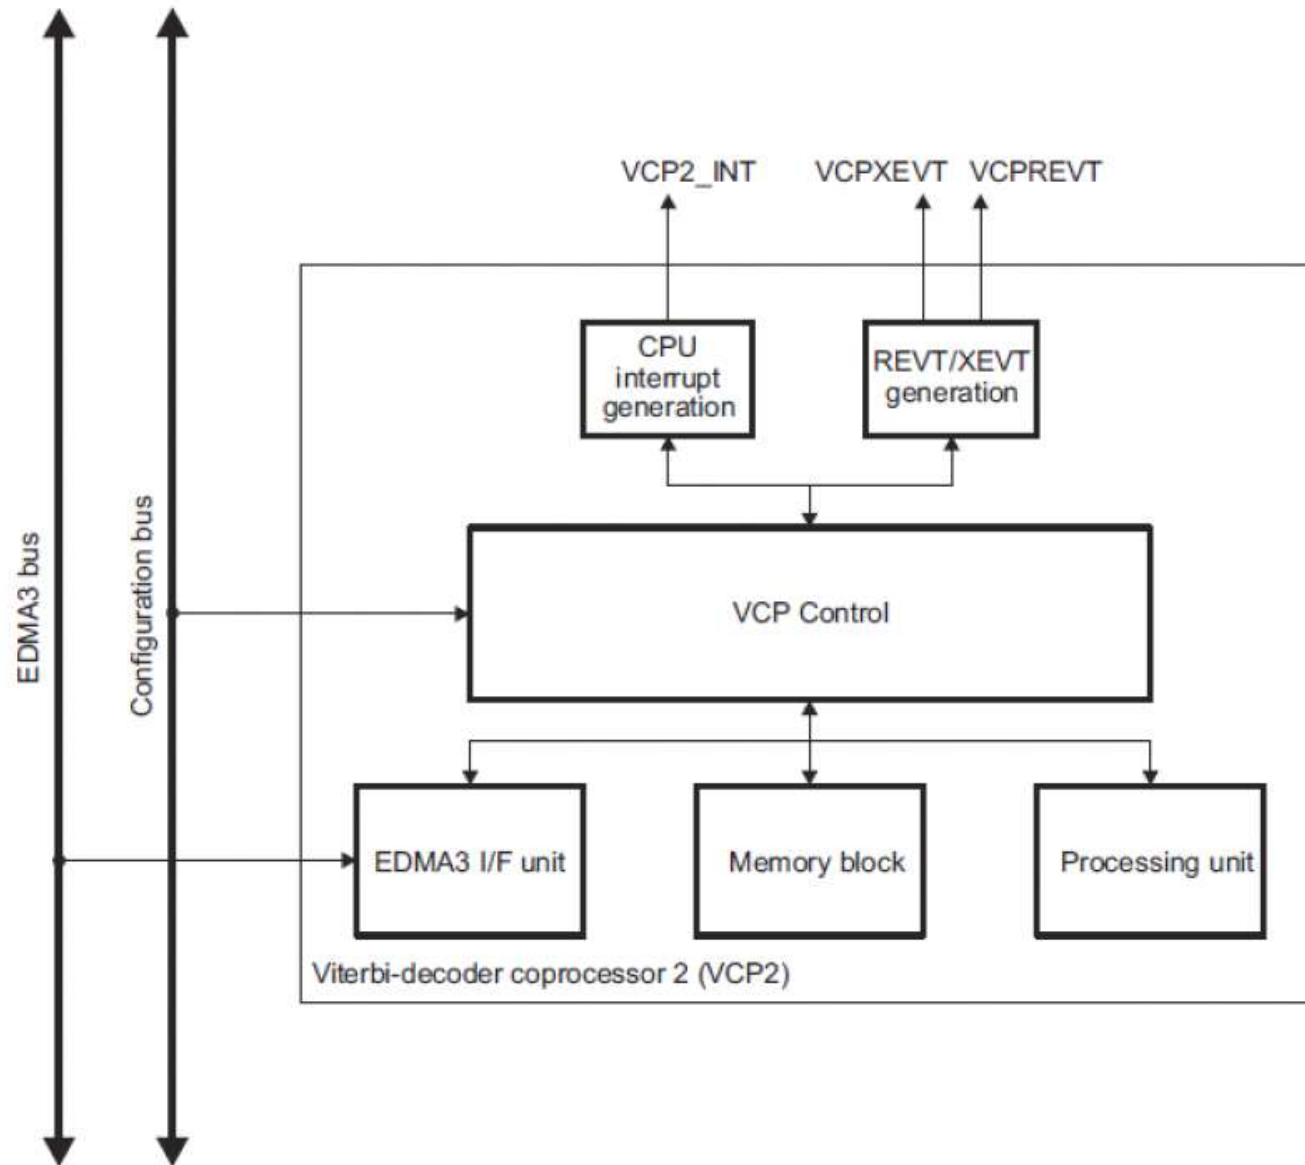 VCP2_INT
VCPXEVT
VCPREVT
CPU
interrupt
generation
REVT/XEVT
generation
EDMA3 bus
Configuration bus
VCP Control
EDMA3 I/F unit
Memory block
Processing unit
Viterbi-decoder coprocessor 2 (VCP2)